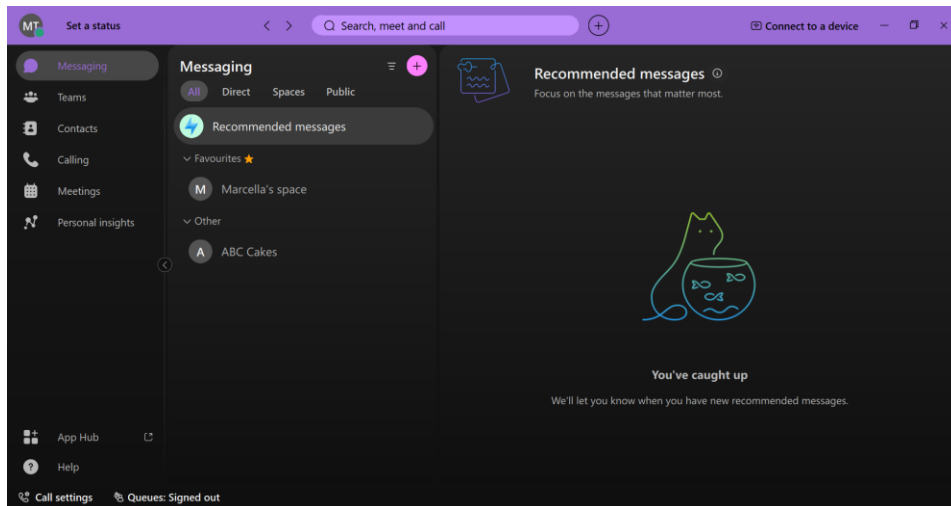 MT
Set a status
Search, meet and call
Connect to a device
Messaging
Teams
Contacts
Calling
Meetings
Personal insights
App Hub
Help
Messaging
All Direct Spaces Public
Recommended messages
Favourites
M Marcella's space
Other
A ABC Cakes
Recommended messages
Focus on the messages that matter most.
You've caught up
We'll let you know when you have new recommended messages.
Call settings
Queues: Signed out